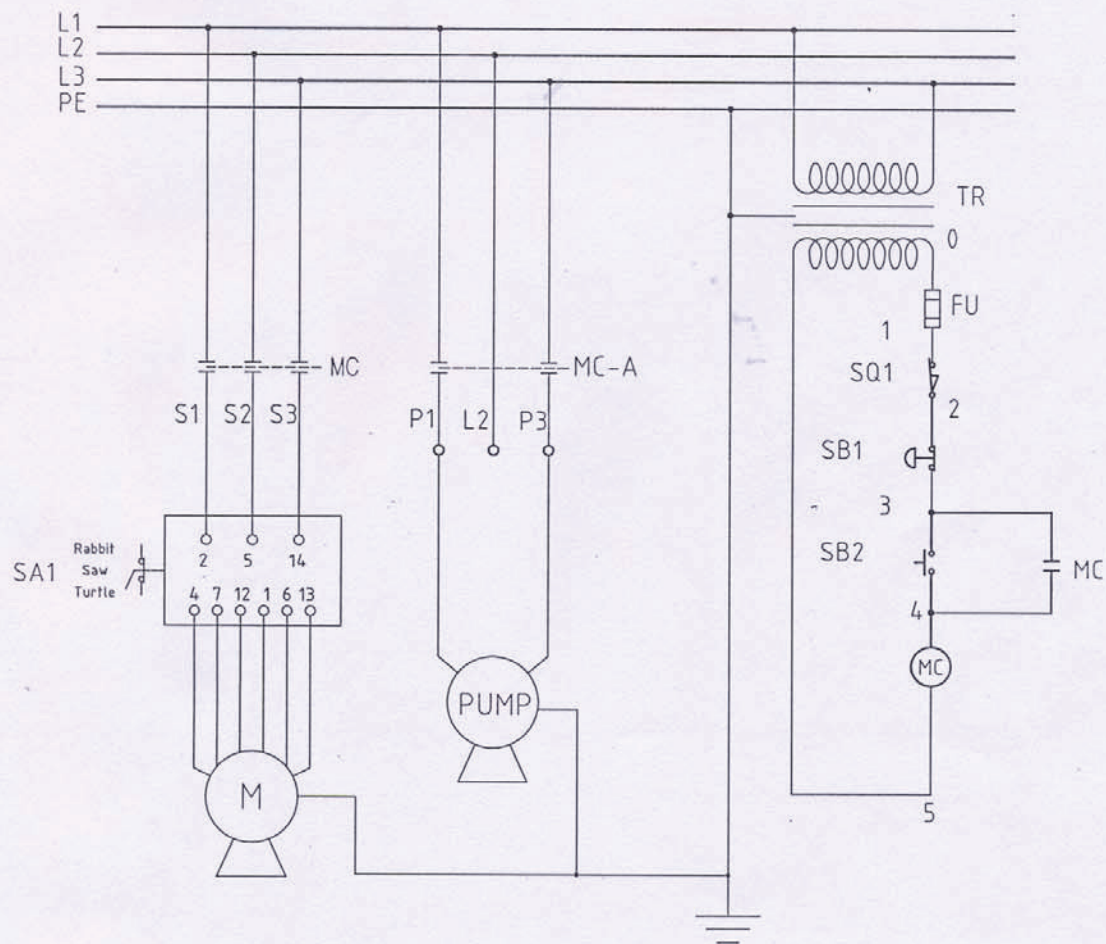 L1
L2
L3
PE
TR
0
FU
1
SQ1
2
SB1
3
SB2
MC
4
MC
5
MC
MC-A
S1 S2 S3
P1 L2 P3
SA1
Rabbit
Saw
Turtle
2 5 14
4 7 12 1 6 13
PUMP
M